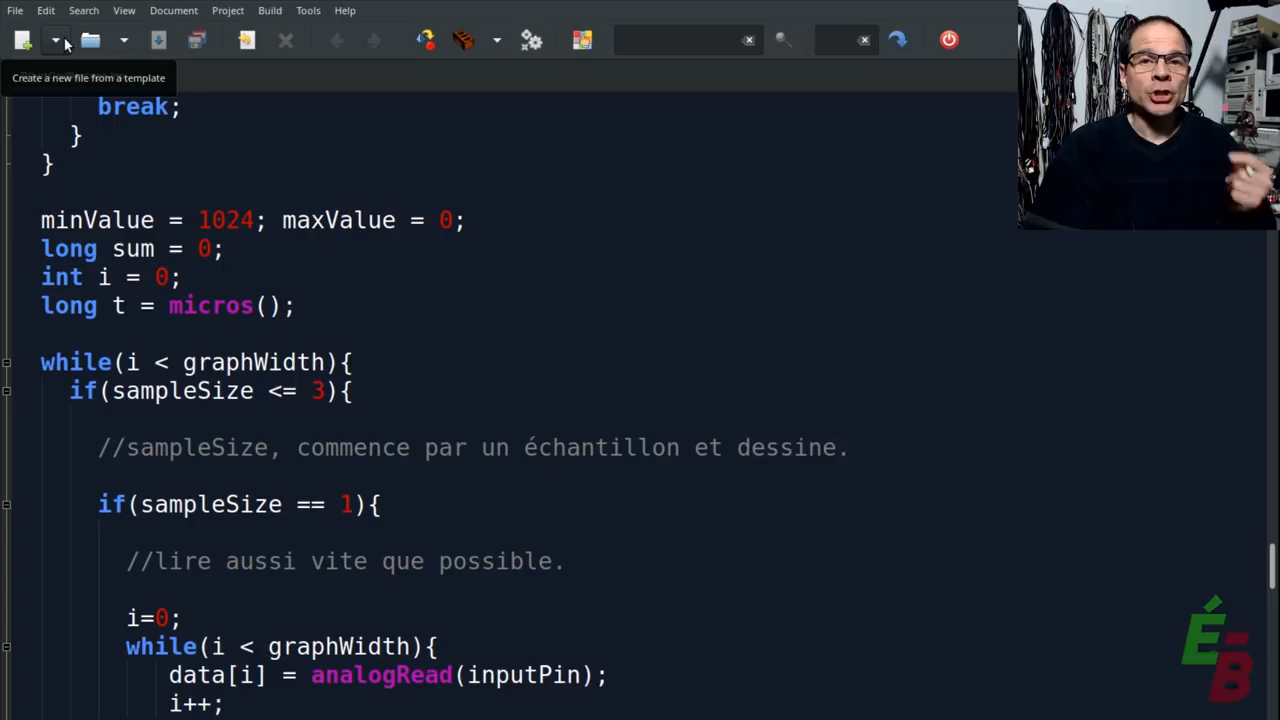 File Edit Search View Document Project Build Tools Help
Create a new file from a template
break;
}
}
minValue = 1024; maxValue = 0;
long sum = 0;
int i = 0;
long t = micros();
while(i < graphWidth){
if(sampleSize <= 3){
//sampleSize, commence par un échantillon et dessine.
if(sampleSize == 1){
//lire aussi vite que possible.
i=0;
while(i < graphWidth){
data[i] = analogRead(inputPin);
i++;
É
B